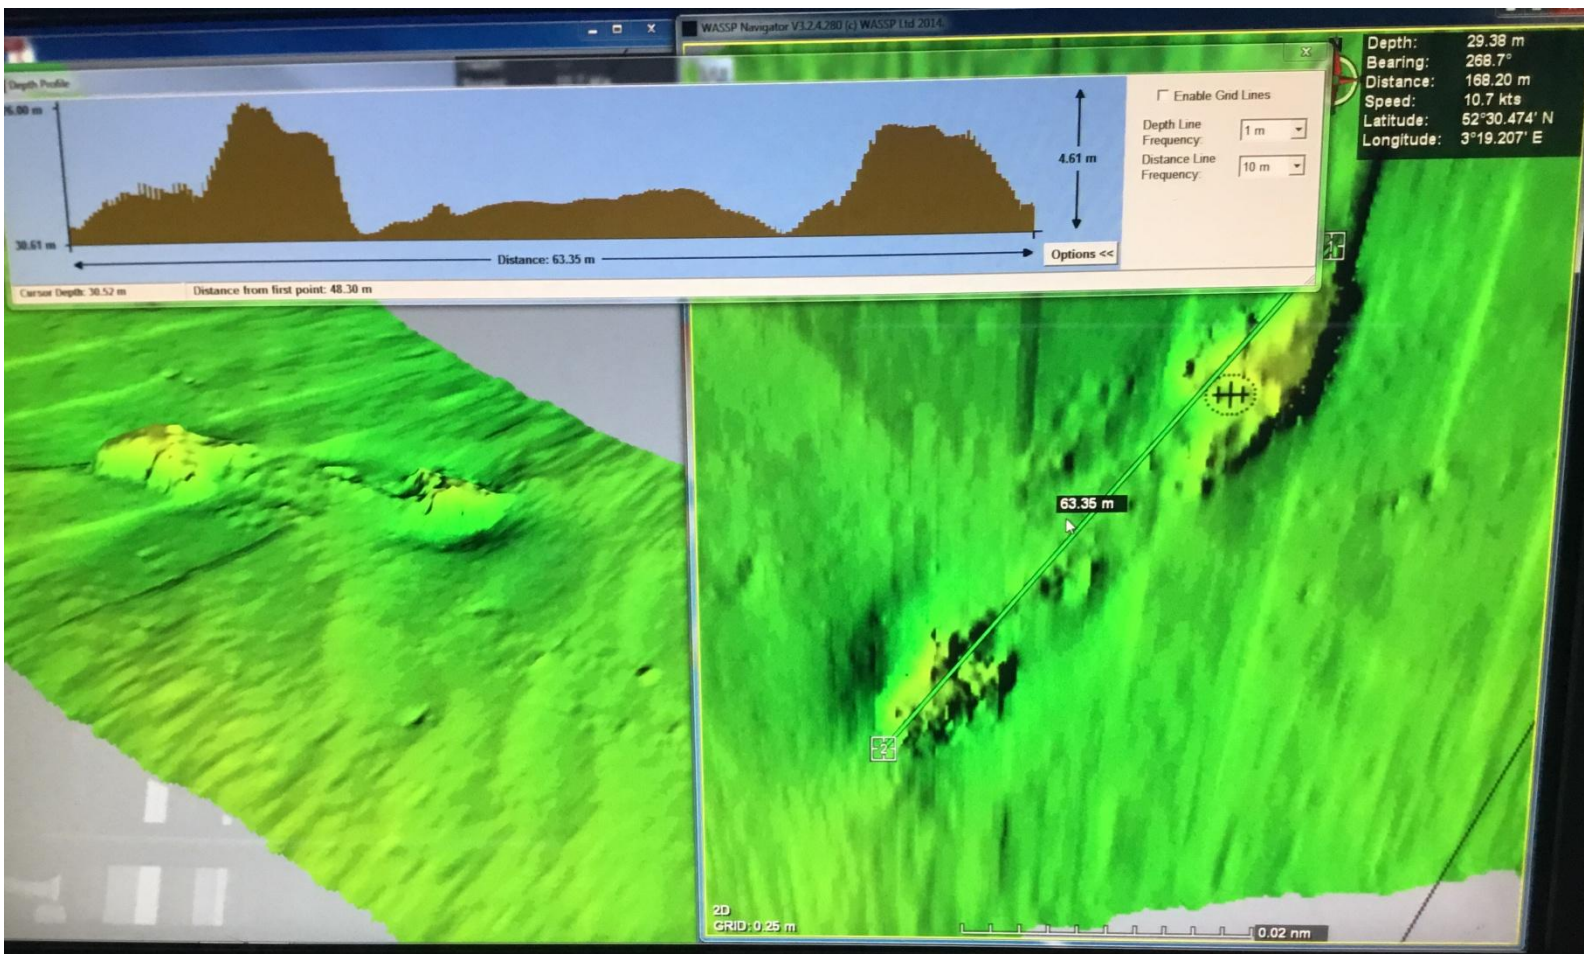 WASSP Navigator V3.2.4.280 (c) WASSP Ltd 2014.
Depth Profile
30.61 m
Distance: 63.35 m
4.61 m
Options <<
Enable Grid Lines
Depth Line Frequency: 1 m
Distance Line Frequency: 10 m
Cursor Depth: 30.52 m
Distance from first point: 48.30 m
Depth: 29.38 m
Bearing: 268.7°
Distance: 168.20 m
Speed: 10.7 kts
Latitude: 52°30.474' N
Longitude: 3°19.207' E
1
63.35 m
2
2D
GRID: 0.25 m
0.02 nm